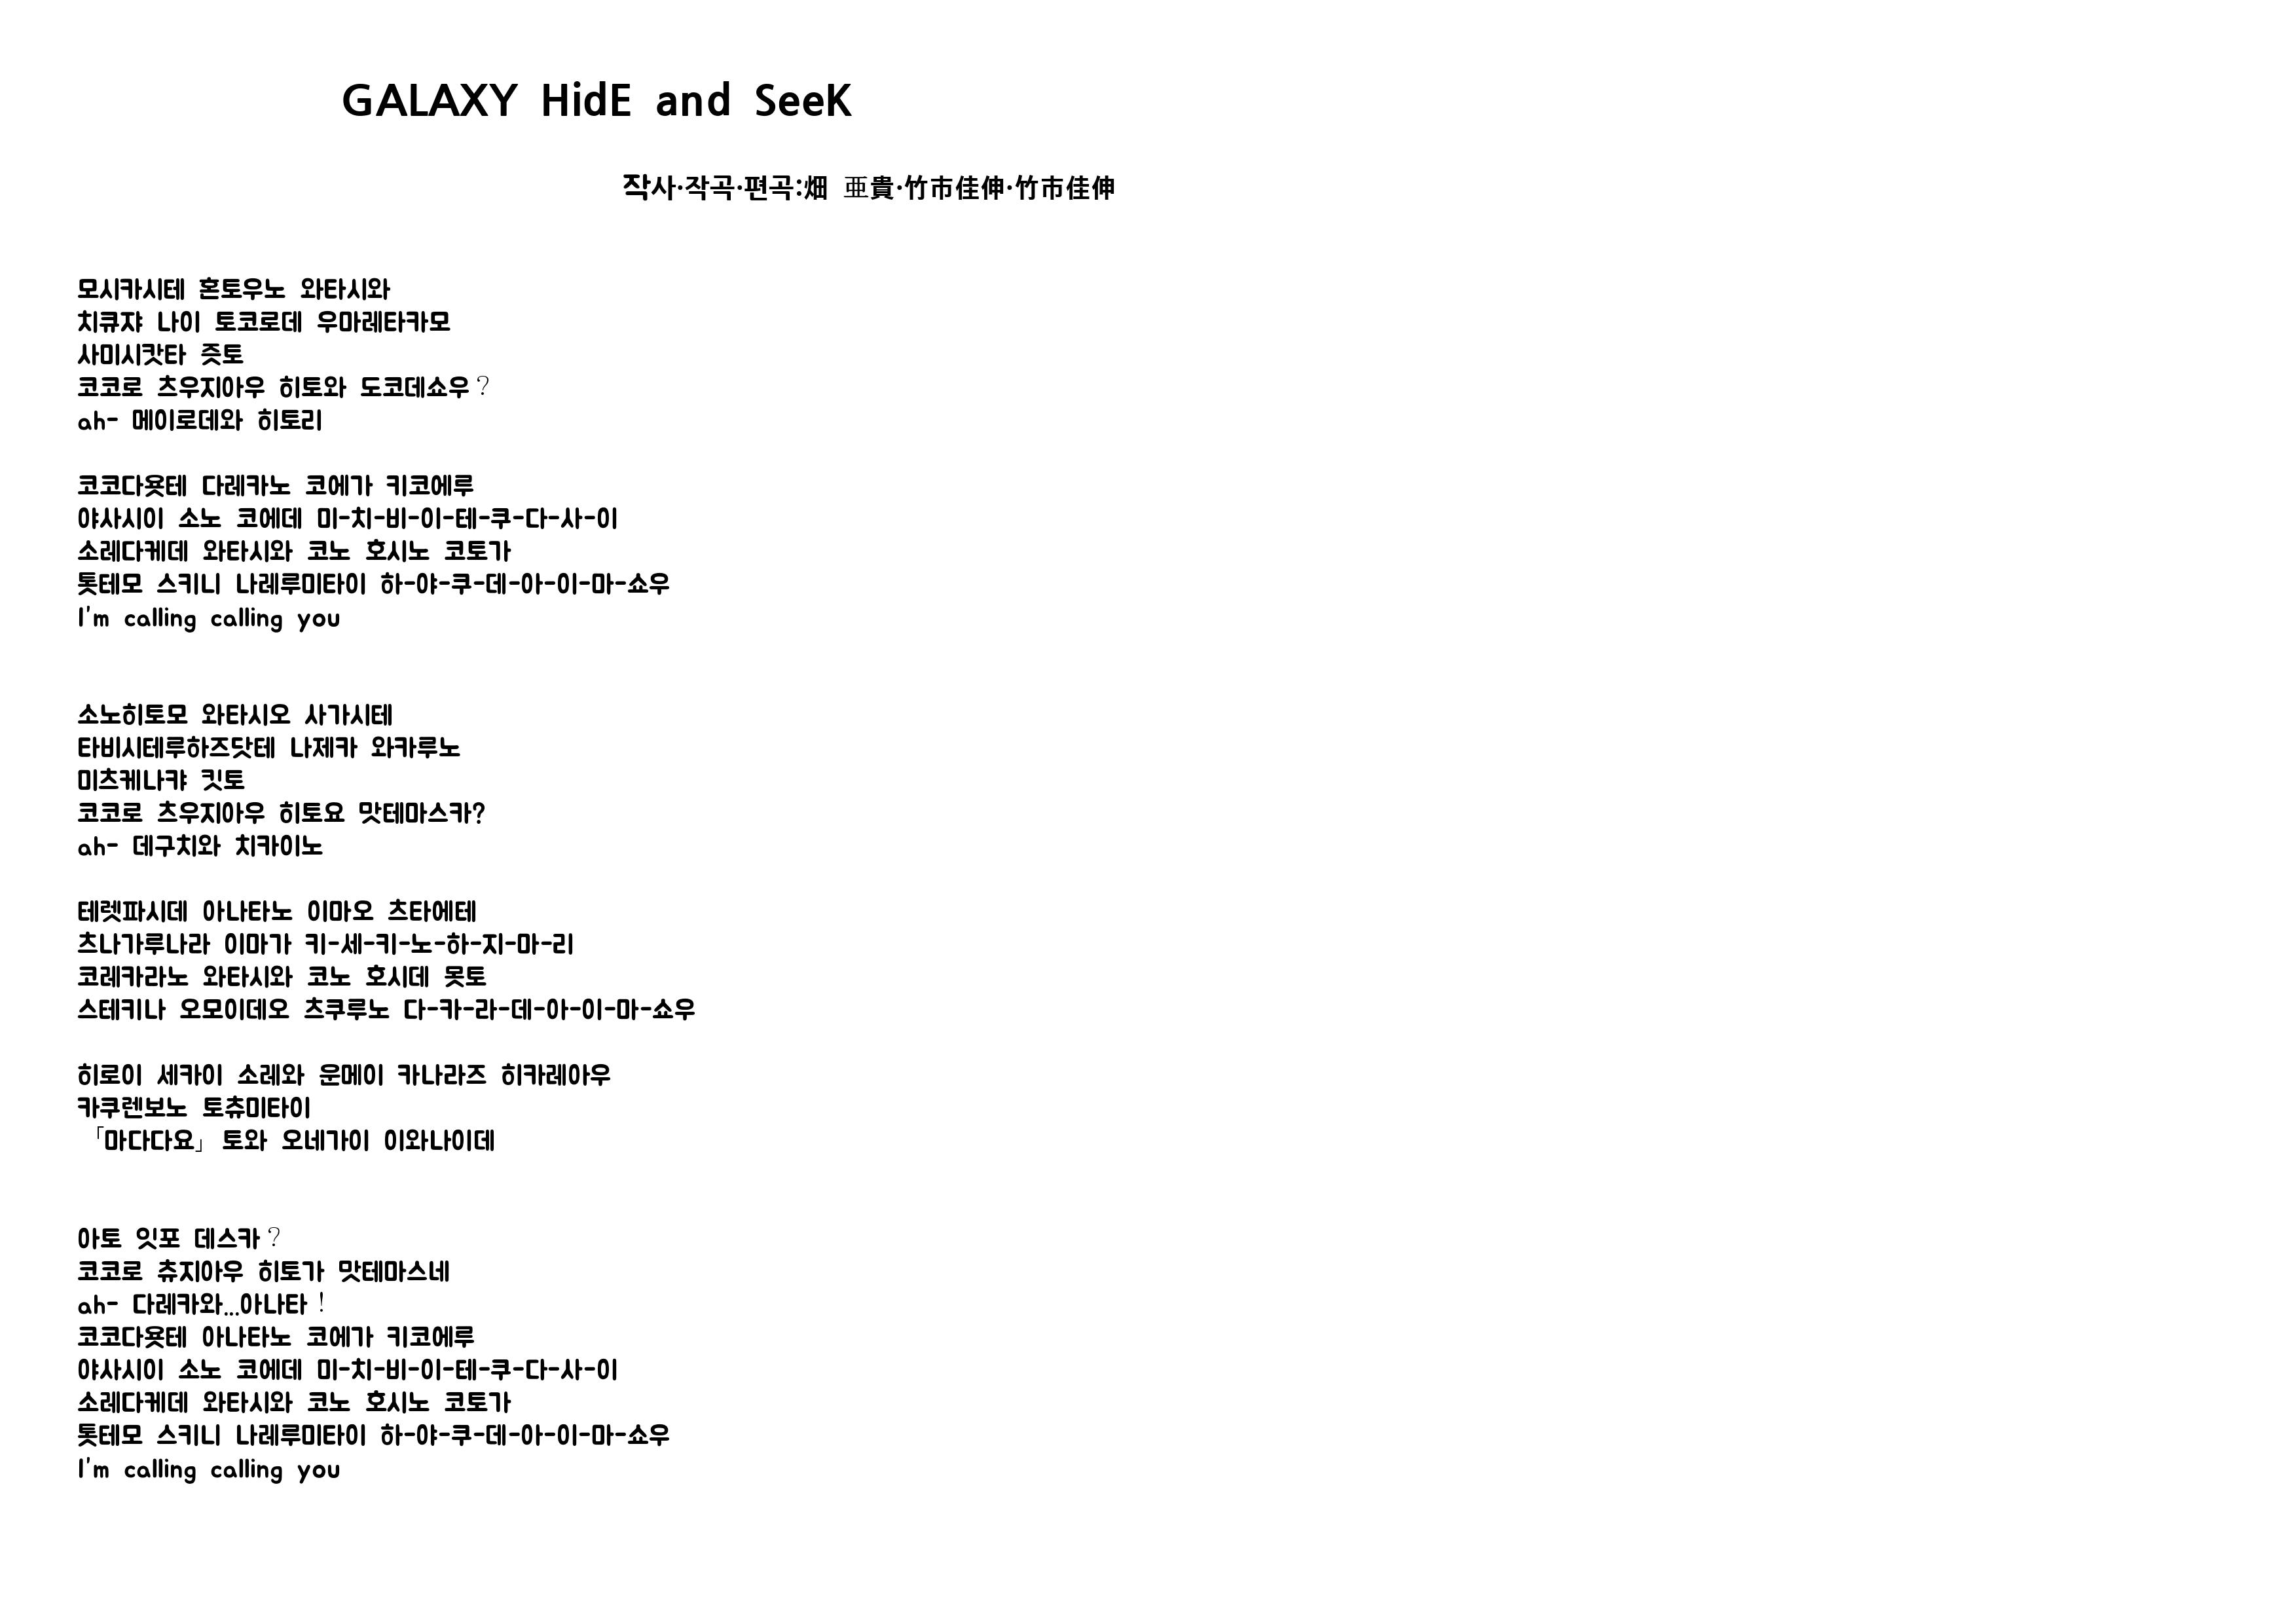 GALAXY HidE and SeeK
작사·작곡·편곡:畑 亜貴·竹市佳伸·竹市佳伸
모시카시테 혼토우노 와타시와
치큐쟈 나이 토코로데 우마레타카모
사미시캇타 즛토
코코로 츠우지아우 히토와 도코데쇼우？
ah- 메이로데와 히토리
코코다욧테 다레카노 코에가 키코에루
야사시이 소노 코에데 미-치-비-이-테-쿠-다-사-이
소레다케데 와타시와 코노 호시노 코토가
톳테모 스키니 나레루미타이 하-야-쿠-데-아-이-마-쇼우
I'm calling calling you
소노히토모 와타시오 사가시테
타비시테루하즈닷테 나제카 와카루노
미츠케나캬 킷토
코코로 츠우지아우 히토요 맛테마스카?
ah- 데구치와 치카이노
테렛파시데 아나타노 이마오 츠타에테
츠나가루나라 이마가 키-세-키-노-하-지-마-리
코레카라노 와타시와 코노 호시데 못토
스테키나 오모이데오 츠쿠루노 다-카-라-데-아-이-마-쇼우
히로이 세카이 소레와 운메이 카나라즈 히카레아우
카쿠렌보노 토츄미타이
「마다다요」 토와 오네가이 이와나이데
아토 잇포 데스카？
코코로 츄지아우 히토가 맛테마스네
ah- 다레카와...아나타！
코코다욧테 아나타노 코에가 키코에루
야사시이 소노 코에데 미-치-비-이-테-쿠-다-사-이
소레다케데 와타시와 코노 호시노 코토가
톳테모 스키니 나레루미타이 하-야-쿠-데-아-이-마-쇼우
I'm calling calling you